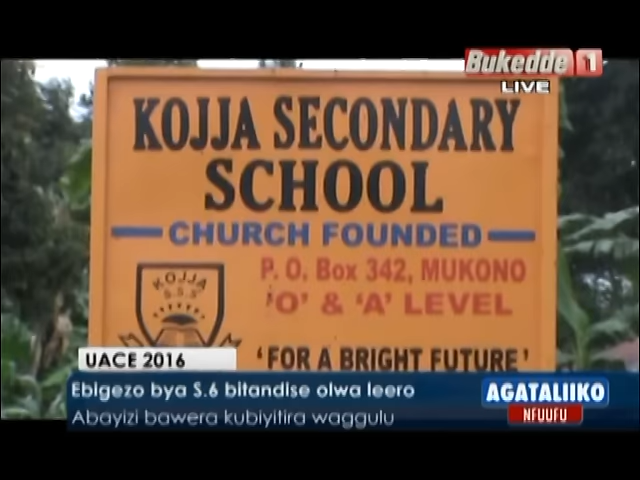 Bukedde 1
LIVE
KOJJA SECONDARY
SCHOOL
CHURCH FOUNDED
P. O. Box 342, MUKONO
'O' & 'A' LEVEL
KOJJA
S.S.S
'FOR A BRIGHT FUTURE'
UACE 2016
Ebigezo bya S.6 bitandise olwa leero
Abayizi bawera kubiyitira waggulu
AGATALIIKO
NFUUFU